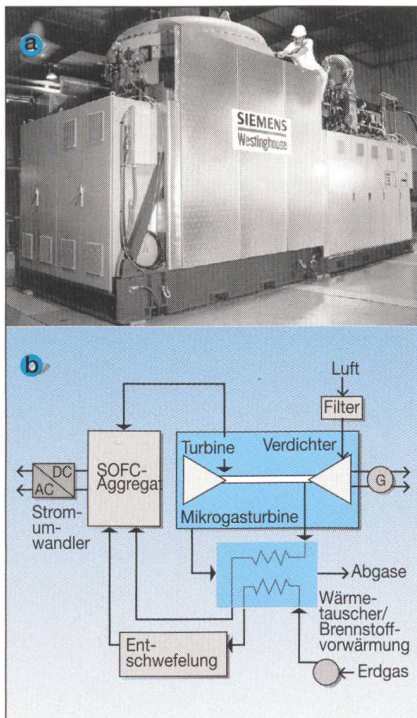 a
SIEMENS
Westinghouse
b
Luft
Filter
Turbine
Verdichter
SOFC-
Aggregat
DC
AC
Strom-
um-
wandler
G
Mikrogasturbine
Abgase
Wärme-
tauscher/
Brennstoff-
vorwärmung
Ent-
schwefelung
Erdgas